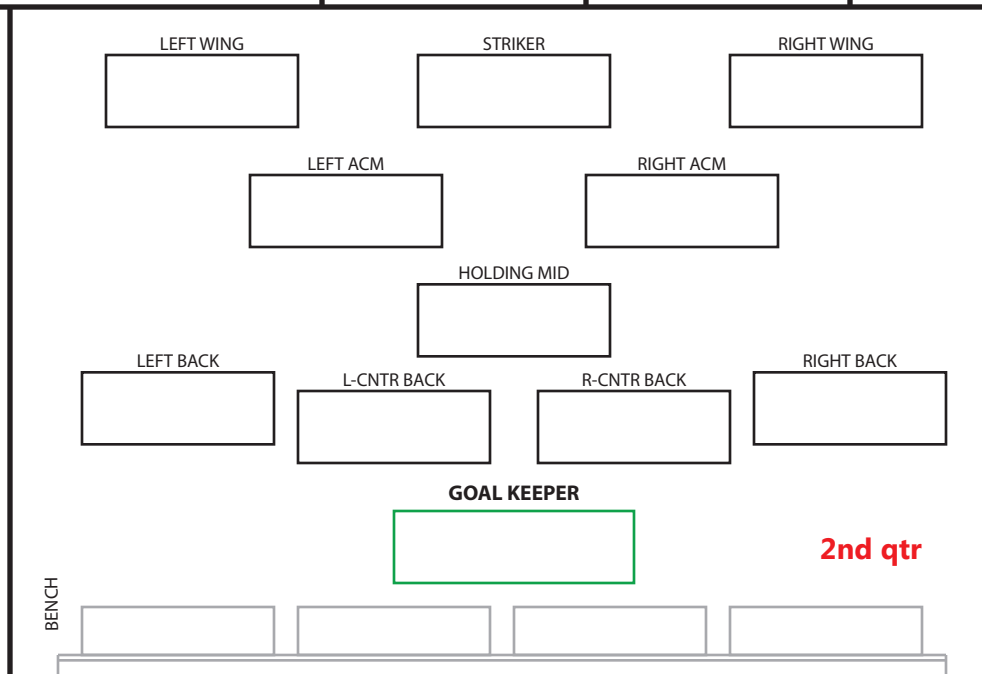 LEFT WING
STRIKER
RIGHT WING
LEFT ACM
RIGHT ACM
HOLDING MID
LEFT BACK
RIGHT BACK
L-CNTR BACK
R-CNTR BACK
GOAL KEEPER
2nd qtr
BENCH